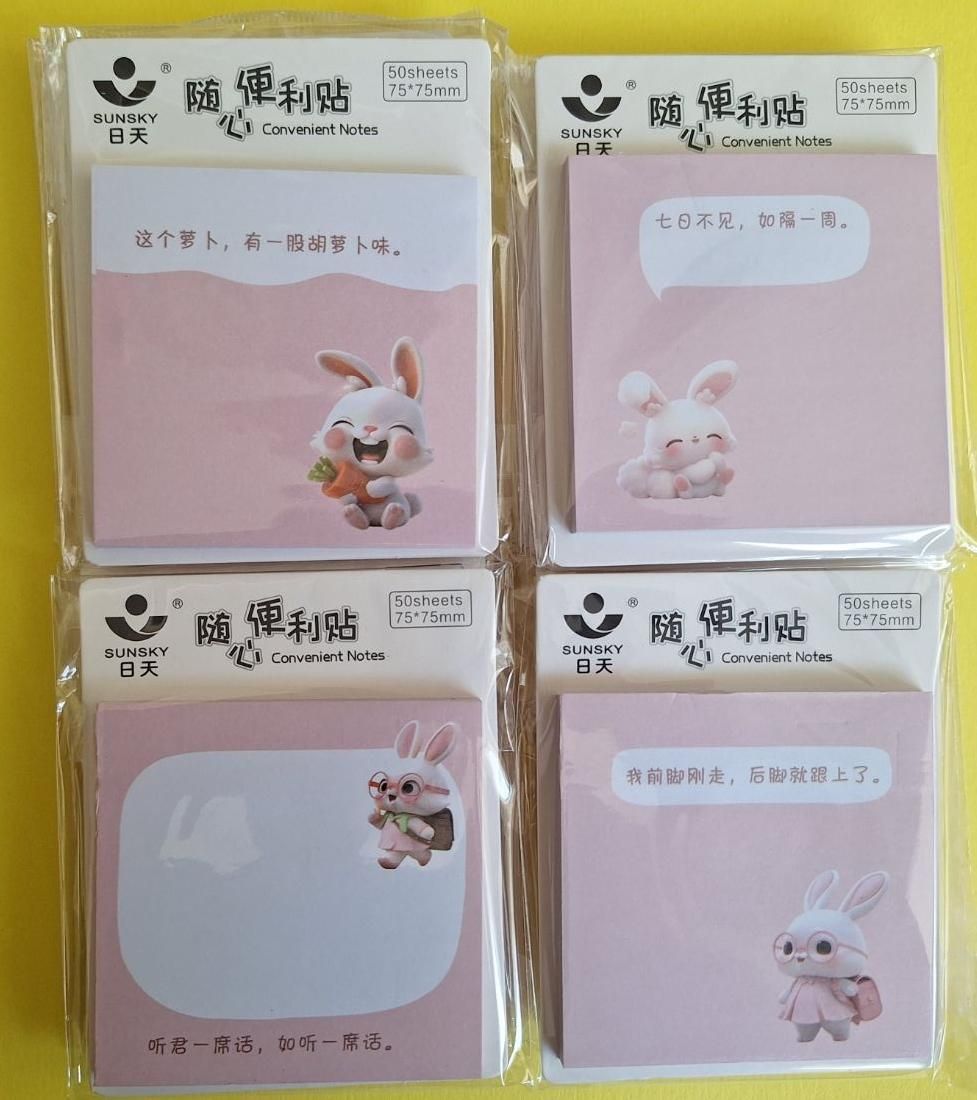 SUNSKY
日天
®
随心便利贴
Convenient Notes
50sheets
75*75mm
这个萝卜，有一股胡萝卜味。
SUNSKY
日天
®
随心便利贴
Convenient Notes
50sheets
75*75mm
七日不见，如隔一周。
SUNSKY
日天
®
随心便利贴
Convenient Notes
50sheets
75*75mm
听君一席话，如听一席话。
SUNSKY
日天
®
随心便利贴
Convenient Notes
50sheets
75*75mm
我前脚刚走，后脚就跟上了。